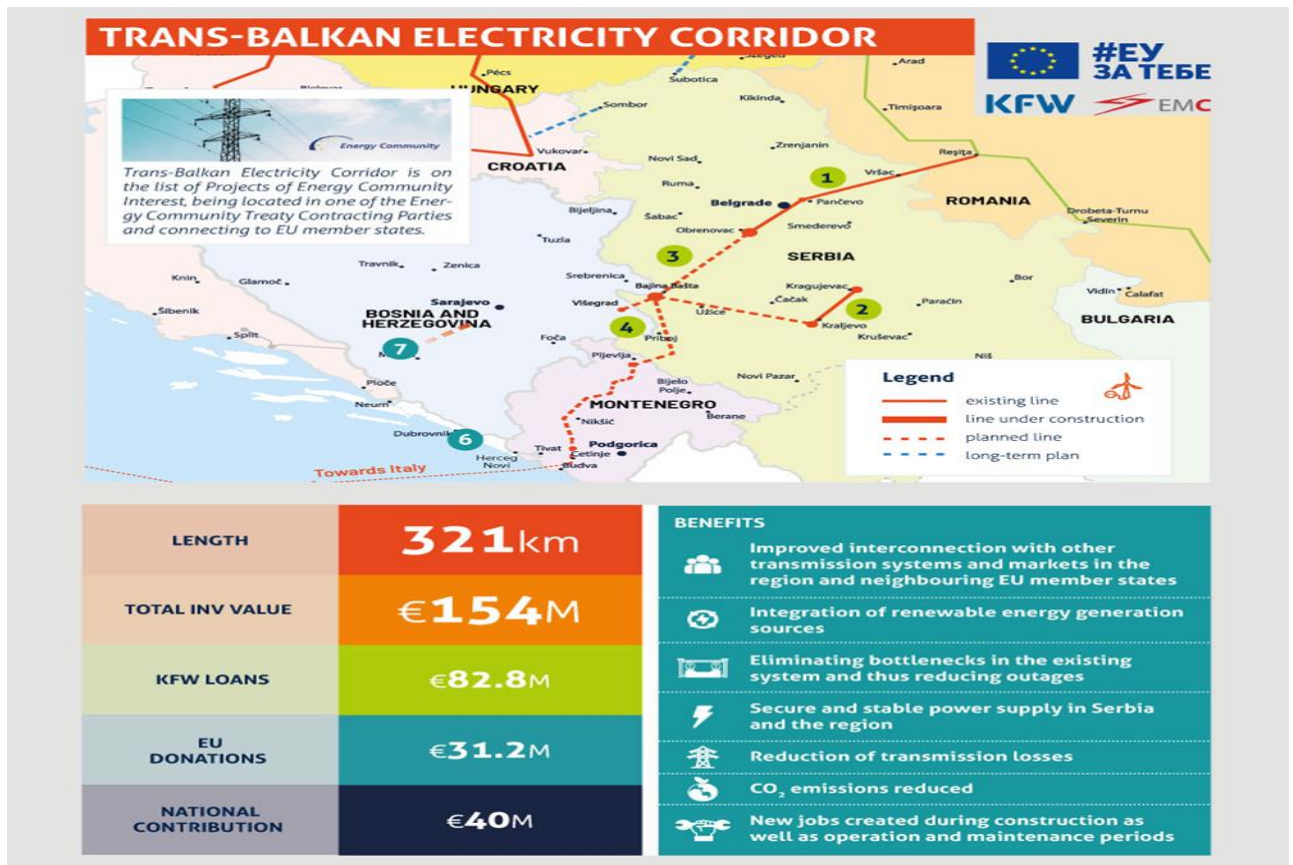 TRANS-BALKAN ELECTRICITY CORRIDOR
#ЕУ
ЗА ТЕБЕ
KFW
EMC
Energy Community
Trans-Balkan Electricity Corridor is on
the list of Projects of Energy Community
Interest, being located in one of the Ener-
gy Community Treaty Contracting Parties
and connecting to EU member states.
Pécs
HUNGARY
Subotica
Arad
Sombor
Kikinda
Timişoara
Vukovar
CROATIA
Novi Sad
Zrenjanin
Reşiţa
Ruma
1
Vršac
Bijeljina
Šabac
Belgrade
Pančevo
ROMANIA
Obrenovac
Smederevo
Drobeta-Turnu
Severin
Tuzla
3
SERBIA
Travnik
Zenica
Srebrenica
Knin
Glamoč
Bajina Bašta
Kragujevac
Bor
Sarajevo
Višegrad
Čačak
2
Paraćin
Vidin
Calafat
Šibenik
BOSNIA AND
HERZEGOVINA
Užice
Kraljevo
BULGARIA
Split
4
Foča
Priboj
Kruševac
7
Pljevlja
Niš
Ploče
Bijelo
Polje
Novi Pazar
Neum
MONTENEGRO
Berane
Nikšić
Dubrovnik
6
Tivat
Podgorica
Herceg
Novi
Cetinje
Budva
Towards Italy
Legend
existing line
line under construction
planned line
long-term plan
LENGTH
321km
TOTAL INV VALUE
€154M
KFW LOANS
€82.8M
EU
DONATIONS
€31.2M
NATIONAL
CONTRIBUTION
€40M
BENEFITS
Improved interconnection with other
transmission systems and markets in the
region and neighbouring EU member states
Integration of renewable energy generation
sources
Eliminating bottlenecks in the existing
system and thus reducing outages
Secure and stable power supply in Serbia
and the region
Reduction of transmission losses
CO₂ emissions reduced
New jobs created during construction as
well as operation and maintenance periods